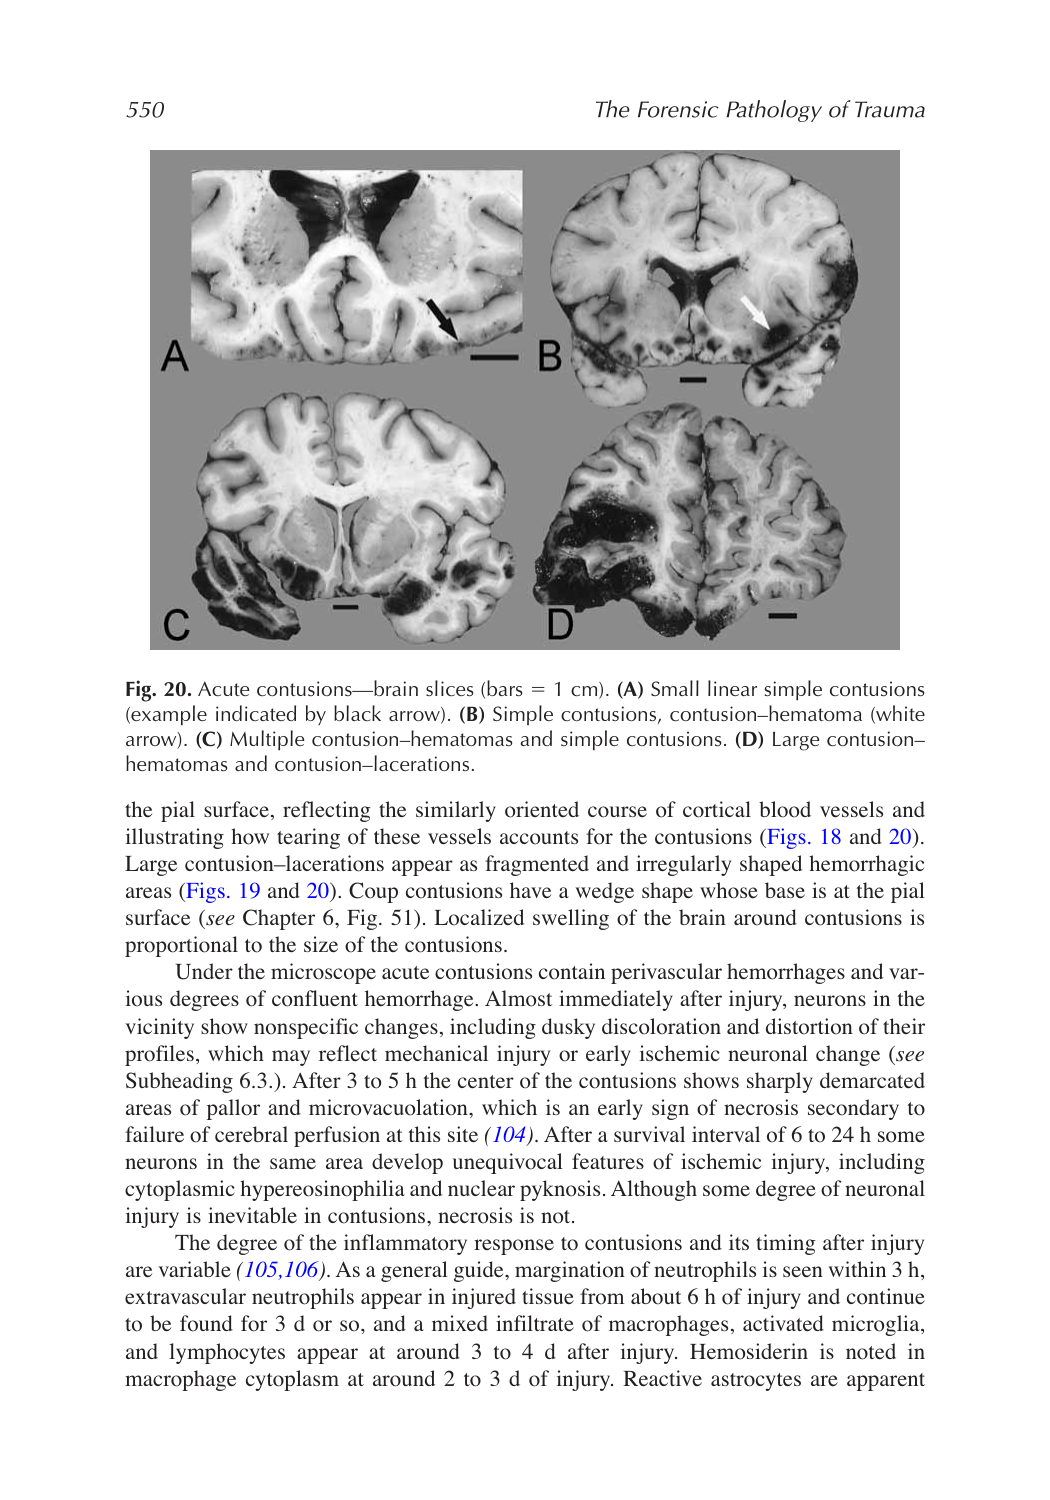 550
The Forensic Pathology of Trauma
A
B
C
D
Fig. 20. Acute contusions—brain slices (bars = 1 cm). (A) Small linear simple contusions
(example indicated by black arrow). (B) Simple contusions, contusion–hematoma (white
arrow). (C) Multiple contusion–hematomas and simple contusions. (D) Large contusion–
hematomas and contusion–lacerations.
the pial surface, reflecting the similarly oriented course of cortical blood vessels and
illustrating how tearing of these vessels accounts for the contusions (Figs. 18 and 20).
Large contusion–lacerations appear as fragmented and irregularly shaped hemorrhagic
areas (Figs. 19 and 20). Coup contusions have a wedge shape whose base is at the pial
surface (see Chapter 6, Fig. 51). Localized swelling of the brain around contusions is
proportional to the size of the contusions.
Under the microscope acute contusions contain perivascular hemorrhages and var-
ious degrees of confluent hemorrhage. Almost immediately after injury, neurons in the
vicinity show nonspecific changes, including dusky discoloration and distortion of their
profiles, which may reflect mechanical injury or early ischemic neuronal change (see
Subheading 6.3.). After 3 to 5 h the center of the contusions shows sharply demarcated
areas of pallor and microvacuolation, which is an early sign of necrosis secondary to
failure of cerebral perfusion at this site (104). After a survival interval of 6 to 24 h some
neurons in the same area develop unequivocal features of ischemic injury, including
cytoplasmic hypereosinophilia and nuclear pyknosis. Although some degree of neuronal
injury is inevitable in contusions, necrosis is not.
The degree of the inflammatory response to contusions and its timing after injury
are variable (105,106). As a general guide, margination of neutrophils is seen within 3 h,
extravascular neutrophils appear in injured tissue from about 6 h of injury and continue
to be found for 3 d or so, and a mixed infiltrate of macrophages, activated microglia,
and lymphocytes appear at around 3 to 4 d after injury. Hemosiderin is noted in
macrophage cytoplasm at around 2 to 3 d of injury. Reactive astrocytes are apparent